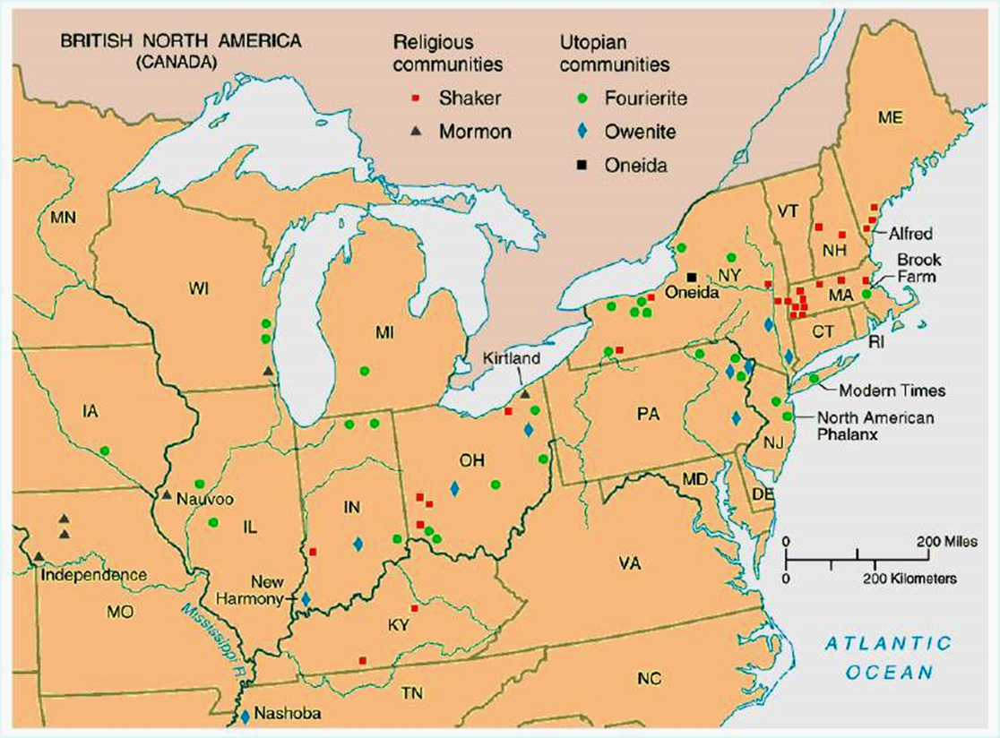 BRITISH NORTH AMERICA
(CANADA)
Religious
communities
Shaker
Mormon
Utopian
communities
Fourierite
Owenite
Oneida
ME
MN
VT
NH
Alfred
Brook
Farm
WI
NY
Oneida
MA
MI
CT
RI
Kirtland
Modern Times
IA
PA
North American
Phalanx
NJ
OH
MD
DE
Nauvoo
IN
IL
0
200 Miles
0
200 Kilometers
Independence
VA
New
Harmony
MO
KY
Mississippi R.
ATLANTIC
OCEAN
NC
TN
Nashoba